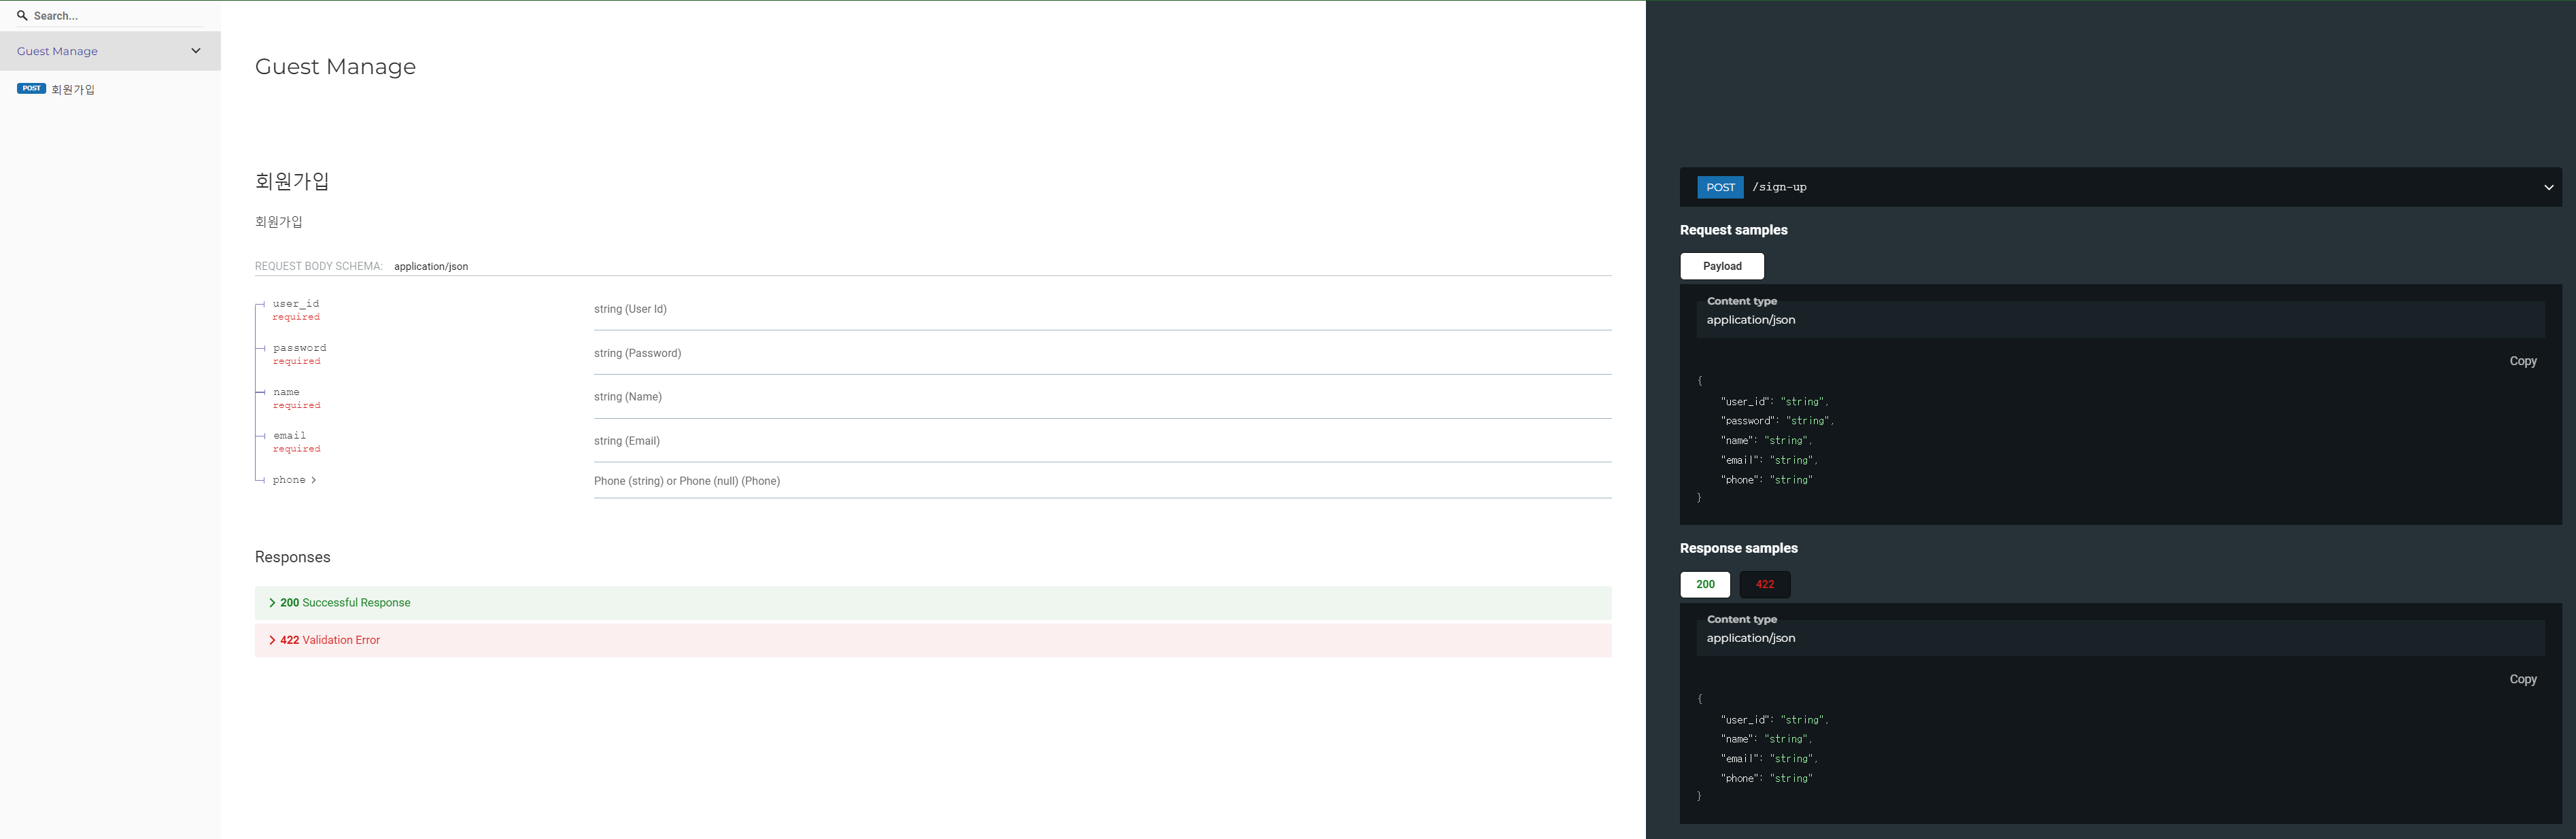 Search...
Guest Manage
POST 회원가입
Guest Manage
회원가입
회원가입
REQUEST BODY SCHEMA: application/json
user_id
required
string (User Id)
password
required
string (Password)
name
required
string (Name)
email
required
string (Email)
phone
Phone (string) or Phone (null) (Phone)
Responses
200 Successful Response
422 Validation Error
POST /sign-up
Request samples
Payload
Content type
application/json
Copy
{
"user_id": "string",
"password": "string",
"name": "string",
"email": "string",
"phone": "string"
}
Response samples
200 422
Content type
application/json
Copy
{
"user_id": "string",
"name": "string",
"email": "string",
"phone": "string"
}